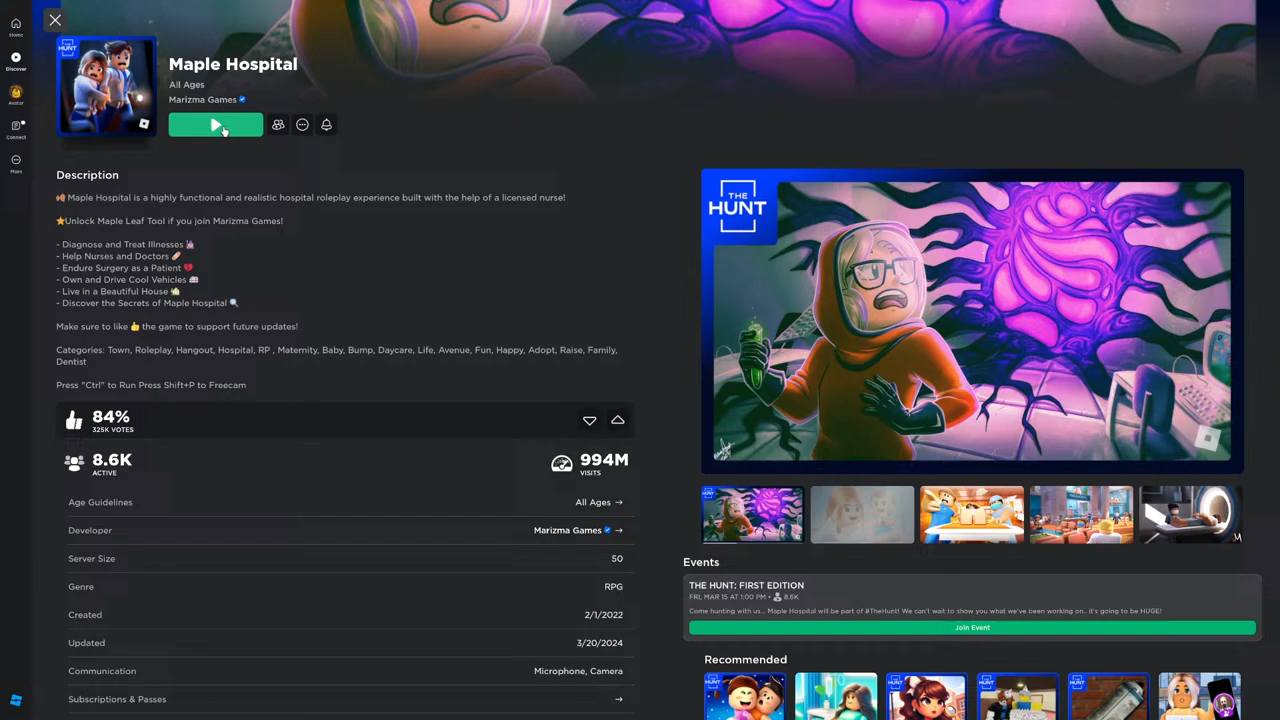 Home
Discover
Avatar
Connect
More
THE HUNT
Maple Hospital
All Ages
Marizma Games
Description
Maple Hospital is a highly functional and realistic hospital roleplay experience built with the help of a licensed nurse!
Unlock Maple Leaf Tool if you join Marizma Games!
- Diagnose and Treat Illnesses
- Help Nurses and Doctors
- Endure Surgery as a Patient
- Own and Drive Cool Vehicles
- Live in a Beautiful House
- Discover the Secrets of Maple Hospital
Make sure to like 👍 the game to support future updates!
Categories: Town, Roleplay, Hangout, Hospital, RP , Maternity, Baby, Bump, Daycare, Life, Avenue, Fun, Happy, Adopt, Raise, Family,
Dentist
Press "Ctrl" to Run Press Shift+P to Freecam
84%
325K VOTES
8.6K
ACTIVE
994M
VISITS
Age Guidelines All Ages →
Developer Marizma Games →
Server Size 50
Genre RPG
Created 2/1/2022
Updated 3/20/2024
Communication Microphone, Camera
Subscriptions & Passes →
THE
HUNT
HUNT
M
Events
THE HUNT: FIRST EDITION
FRI, MAR 15 AT 1:00 PM • 8.6K
Come hunting with us... Maple Hospital will be part of #TheHunt! We can't wait to show you what we've been working on.. it's going to be HUGE!
Join Event
Recommended
HUNT
HUNT
HUNT
HUNT